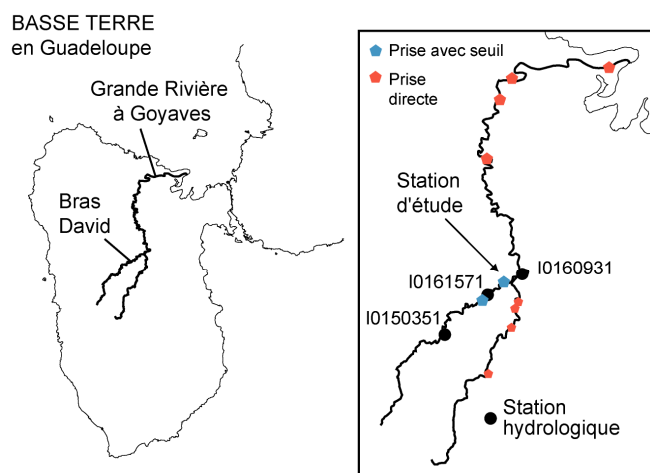 BASSE TERRE
en Guadeloupe
Grande Rivière
à Goyaves
Bras
David
Prise avec seuil
Prise
directe
Station
d'étude
I0160931
I0161571
I0150351
Station
hydrologique